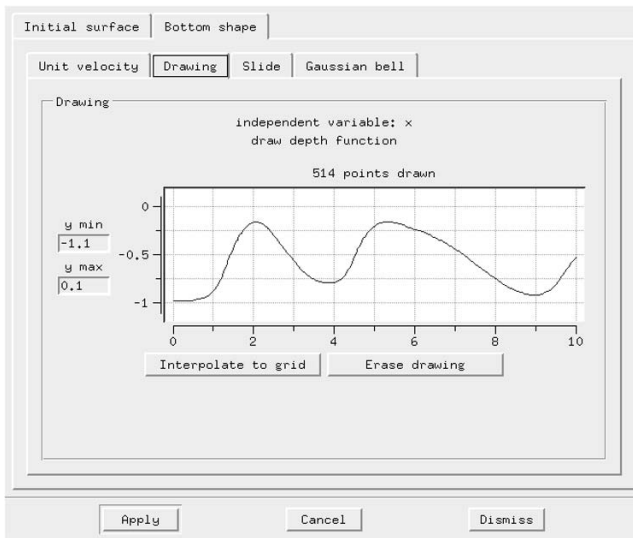 Initial surface Bottom shape
Unit velocity Drawing Slide Gaussian bell
Drawing
independent variable: x
draw depth function
514 points drawn
0
y min
-1.1
-0.5
y max
0.1
-1
0 2 4 6 8 10
Interpolate to grid Erase drawing
Apply Cancel Dismiss